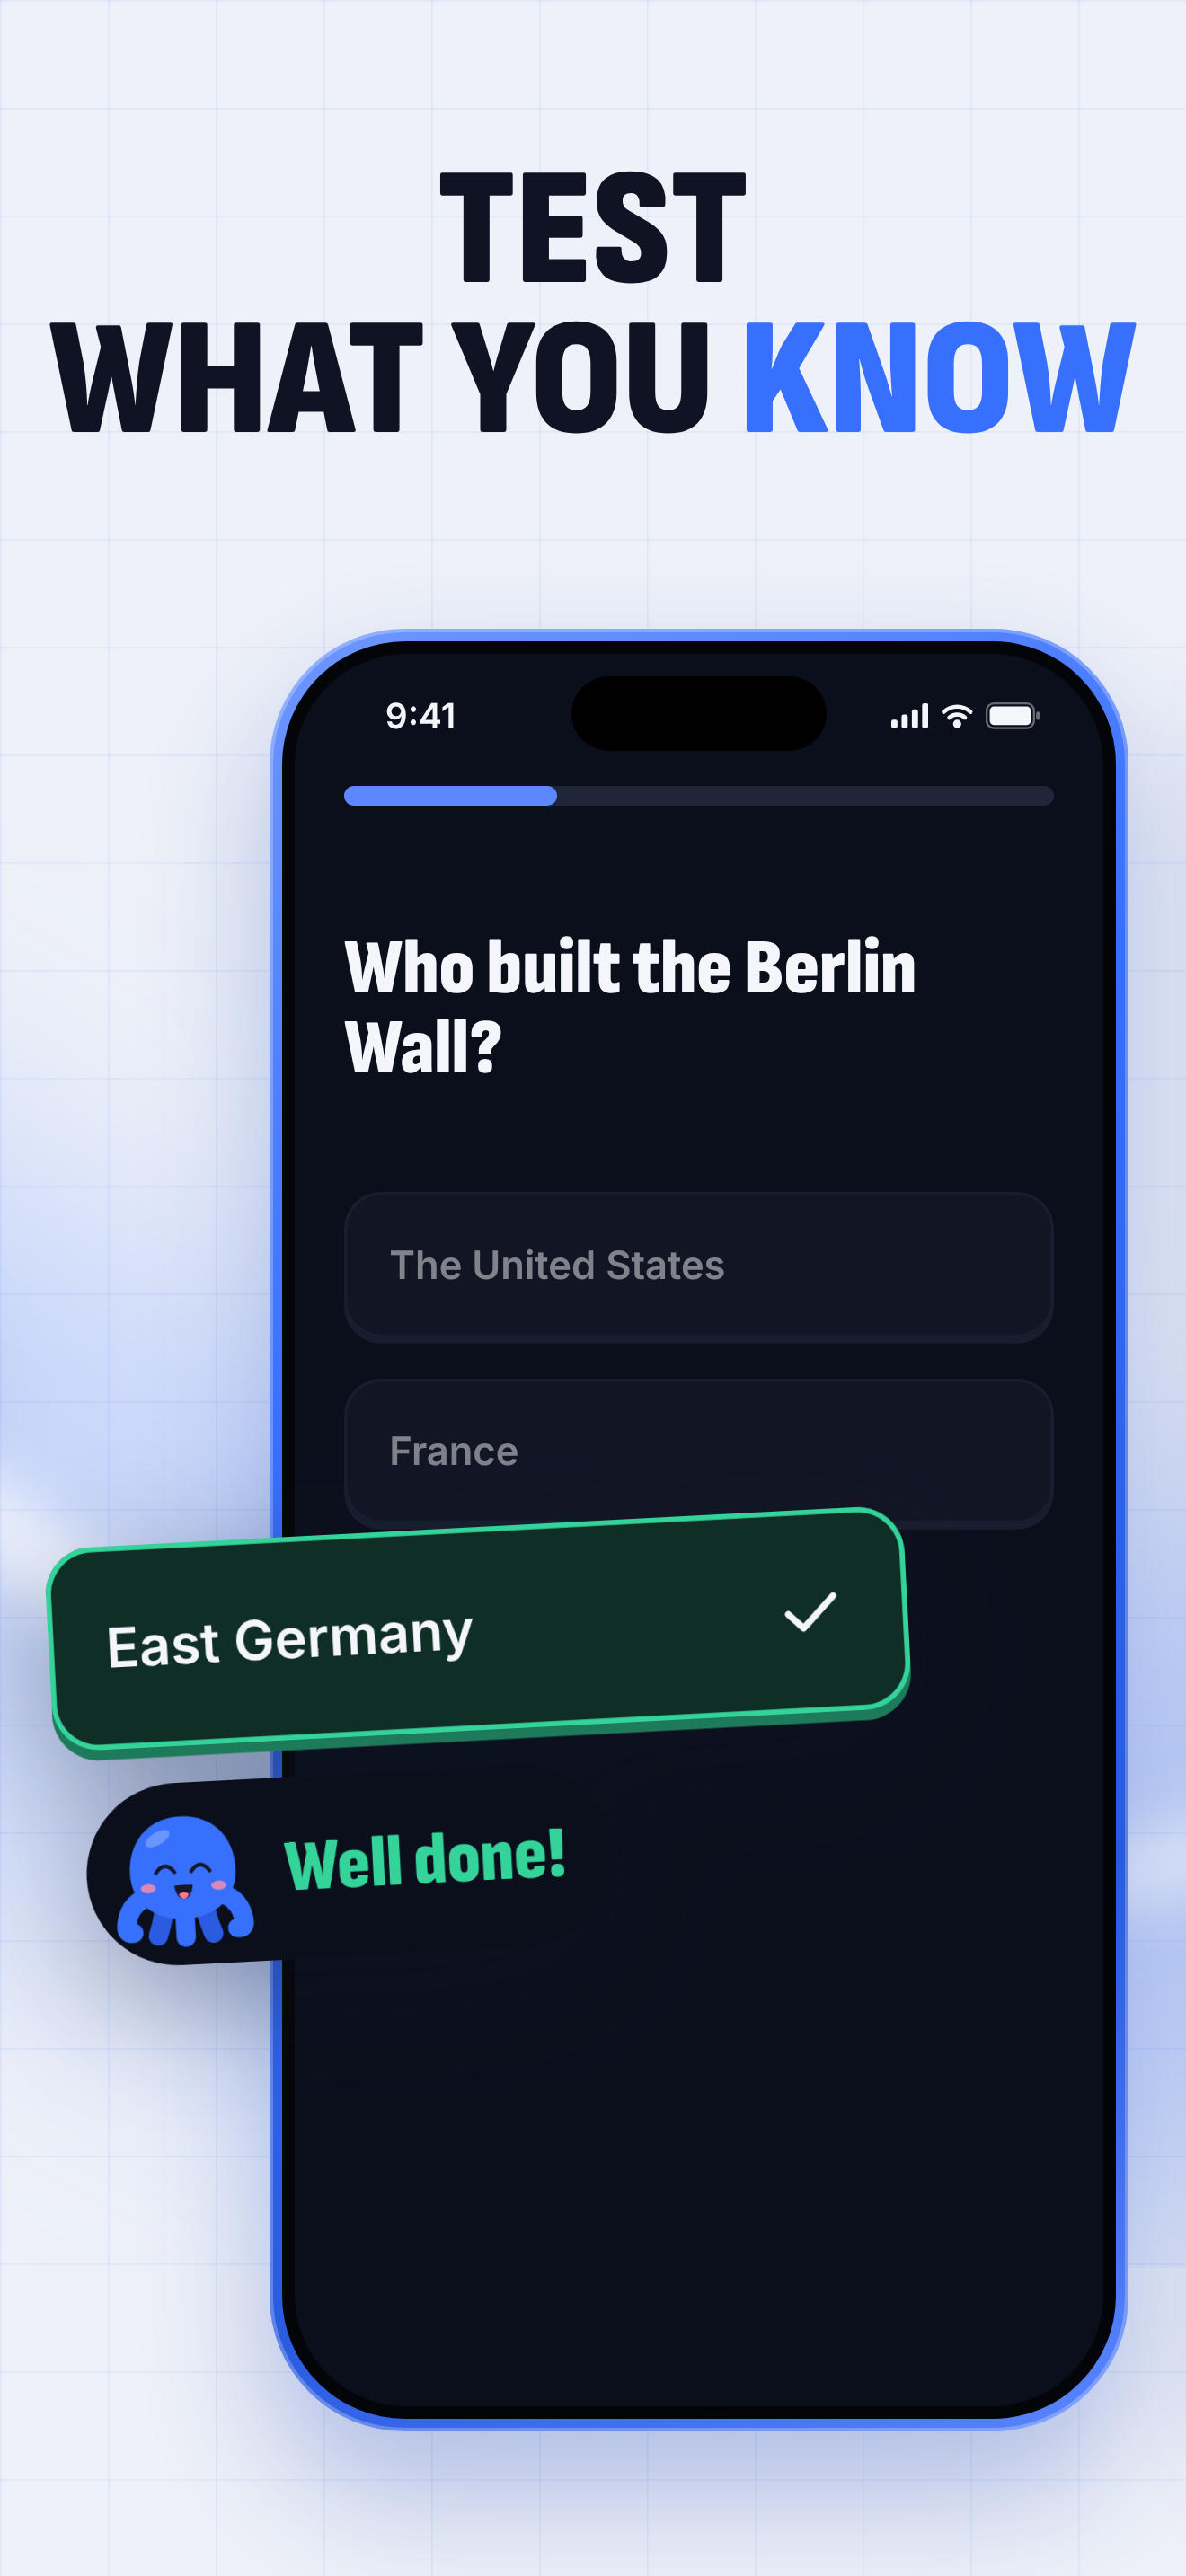 TEST
WHAT YOU KNOW
9:41
Who built the Berlin
Wall?
The United States
France
East Germany
Well done!